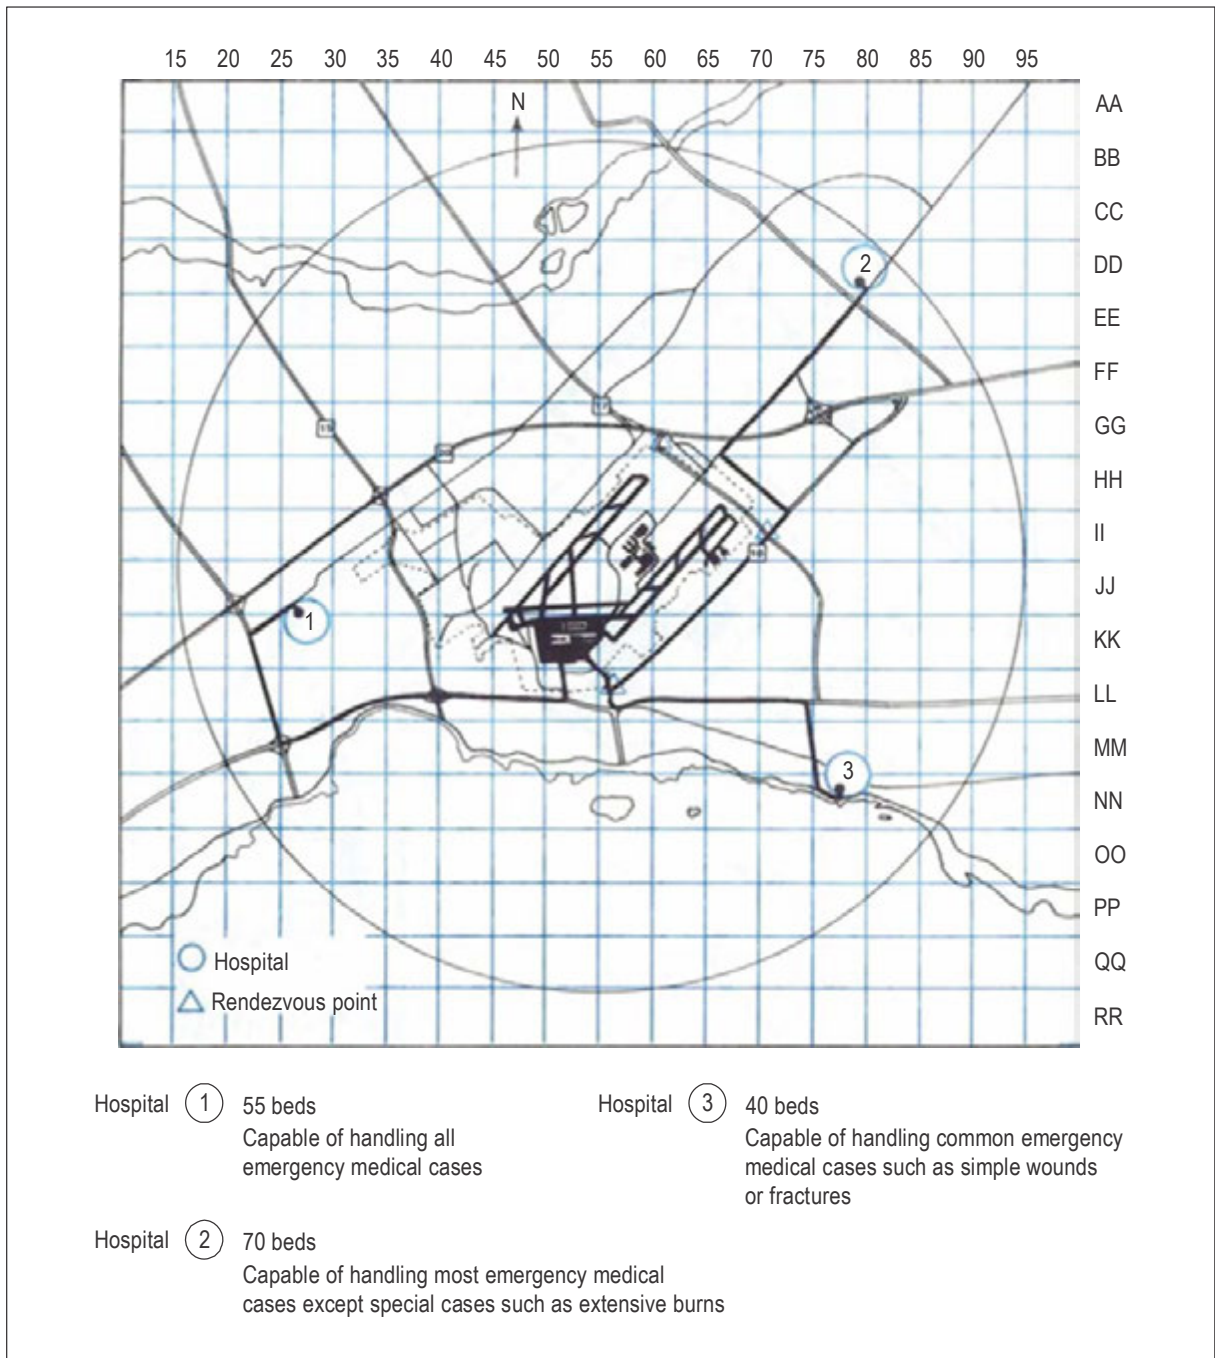 15 20 25 30 35 40 45 50 55 60 65 70 75 80 85 90 95
N
AA
BB
CC
DD
2
EE
FF
GG
HH
II
JJ
1
KK
LL
MM
3
NN
OO
PP
Hospital
QQ
Rendezvous point
RR
Hospital 1 55 beds
Capable of handling all
emergency medical cases
Hospital 3 40 beds
Capable of handling common emergency
medical cases such as simple wounds
or fractures
Hospital 2 70 beds
Capable of handling most emergency medical
cases except special cases such as extensive burns